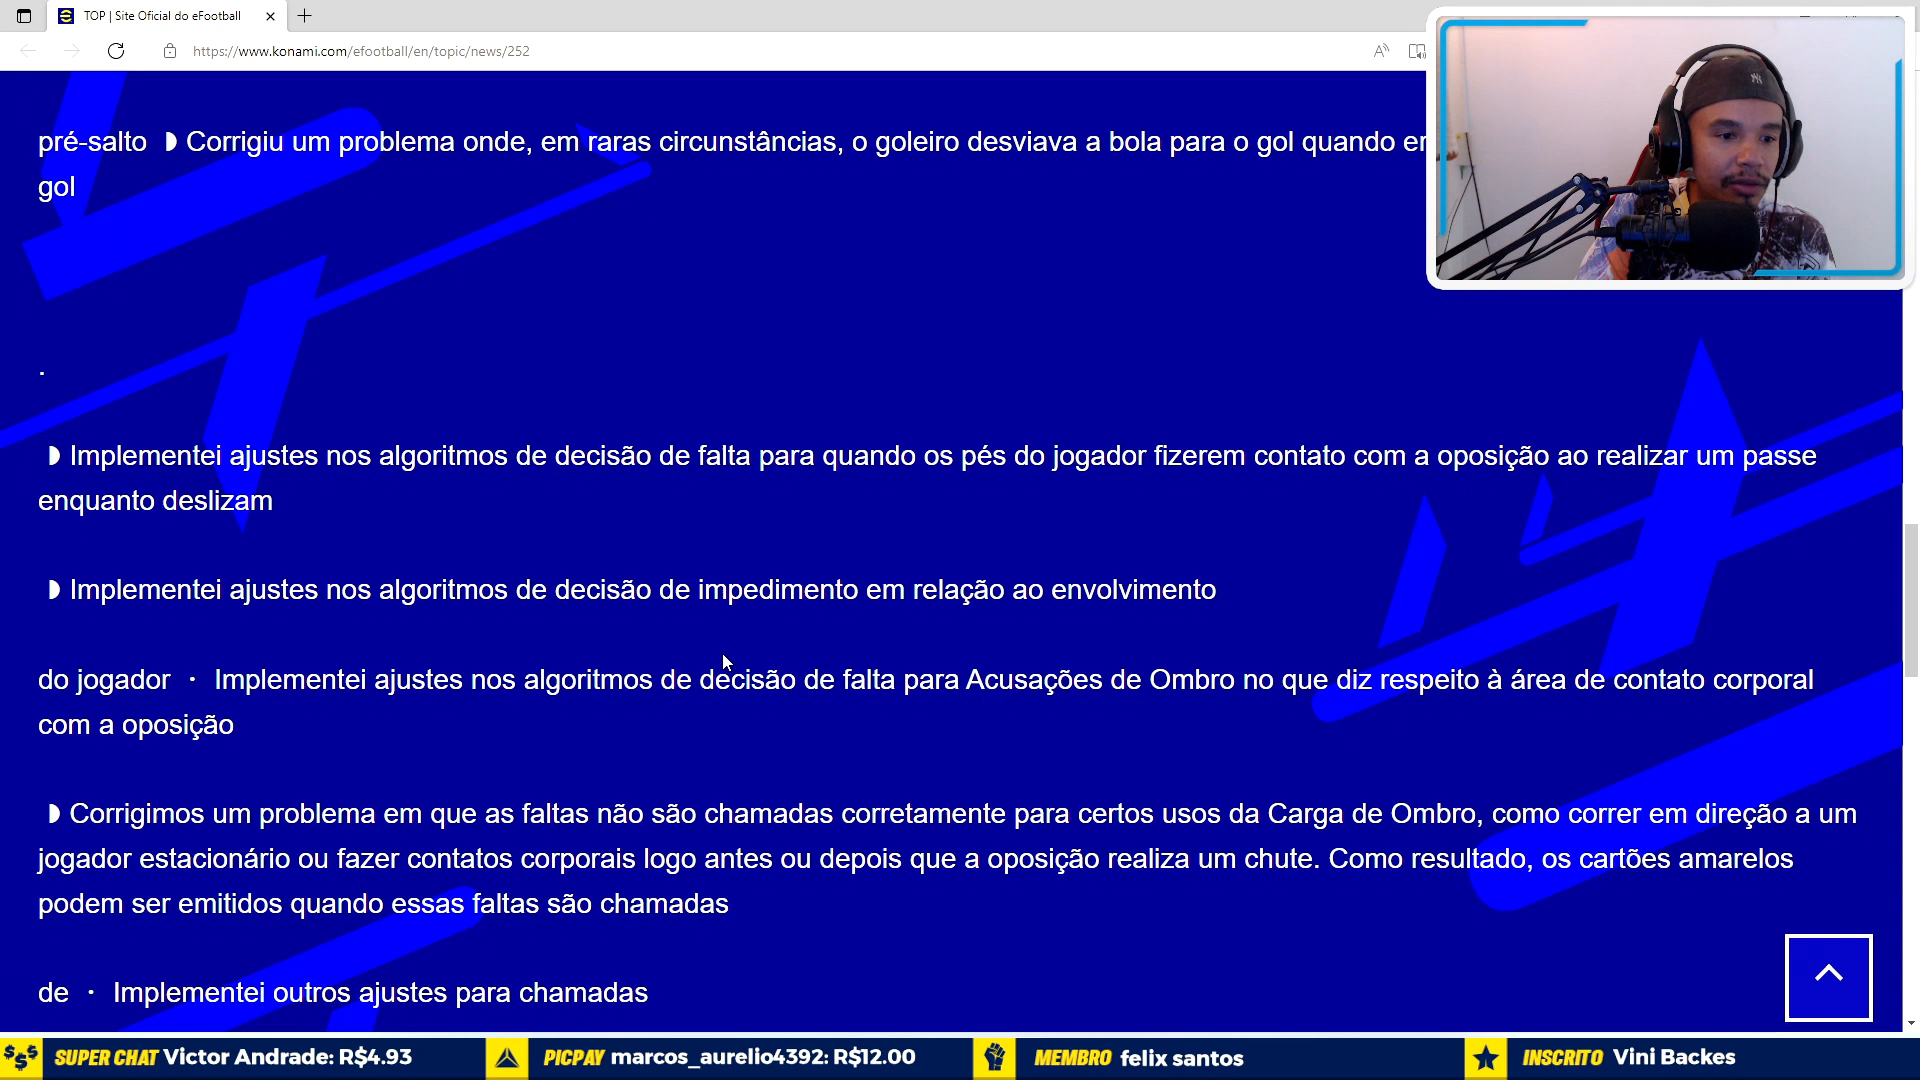 TOP | Site Oficial do eFootball
https://www.konami.com/efootball/en/topic/news/252
pré-salto ◗ Corrigiu um problema onde, em raras circunstâncias, o goleiro desviava a bola para o gol quando
gol
.
◗ Implementei ajustes nos algoritmos de decisão de falta para quando os pés do jogador fizerem contato com a oposição ao realizar um passe
enquanto deslizam
◗ Implementei ajustes nos algoritmos de decisão de impedimento em relação ao envolvimento
do jogador ・ Implementei ajustes nos algoritmos de decisão de falta para Acusações de Ombro no que diz respeito à área de contato corporal
com a oposição
◗ Corrigimos um problema em que as faltas não são chamadas corretamente para certos usos da Carga de Ombro, como correr em direção a um
jogador estacionário ou fazer contatos corporais logo antes ou depois que a oposição realiza um chute. Como resultado, os cartões amarelos
podem ser emitidos quando essas faltas são chamadas
de ・ Implementei outros ajustes para chamadas
SUPER CHAT Victor Andrade: R$4.93 PICPAY marcos_aurelio4392: R$12.00 MEMBRO felix santos INSCRITO Vini Backes